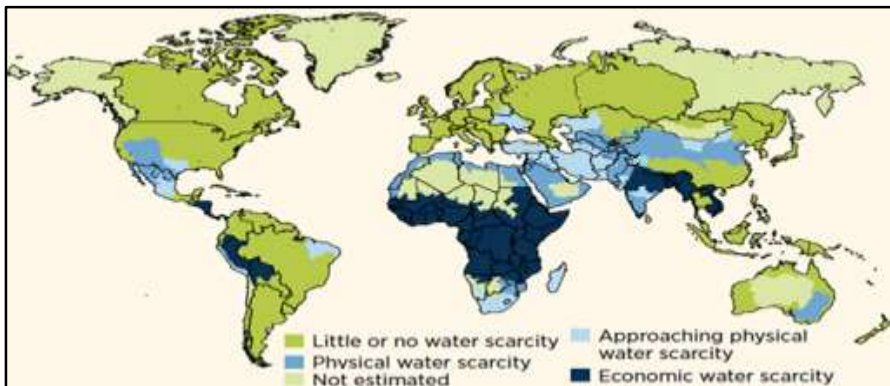 Little or no water scarcity
Physical water scarcity
Not estimated
Approaching physical
water scarcity
Economic water scarcity